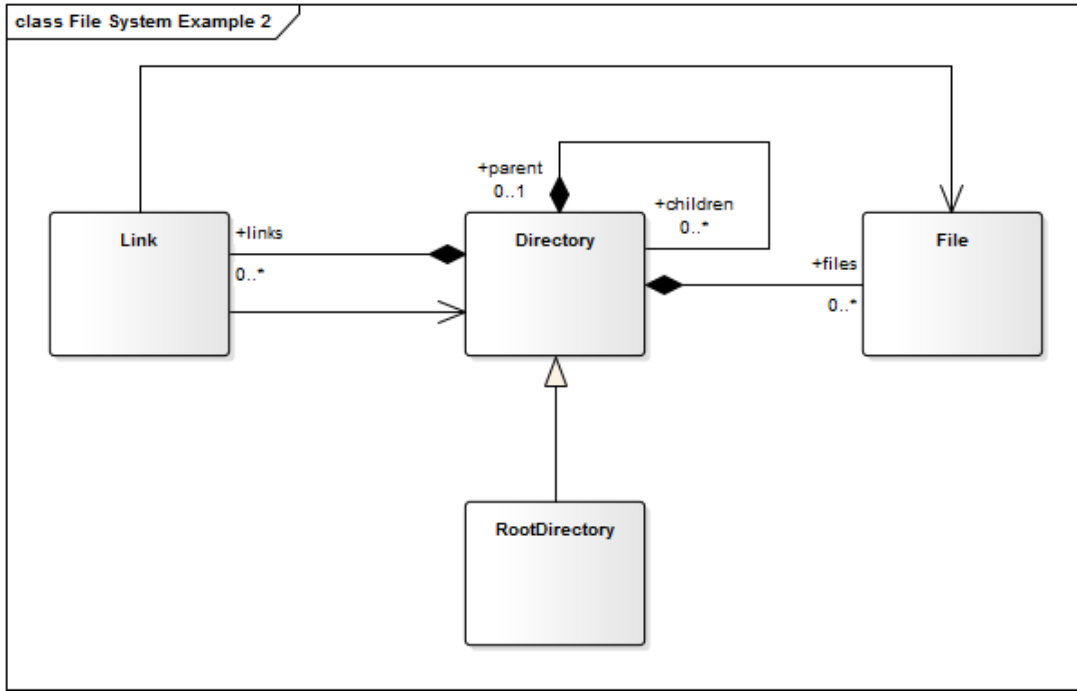 class File System Example 2
+parent
0..1
+children
0..*
Link
+links
0..*
Directory
File
+files
0..*
RootDirectory